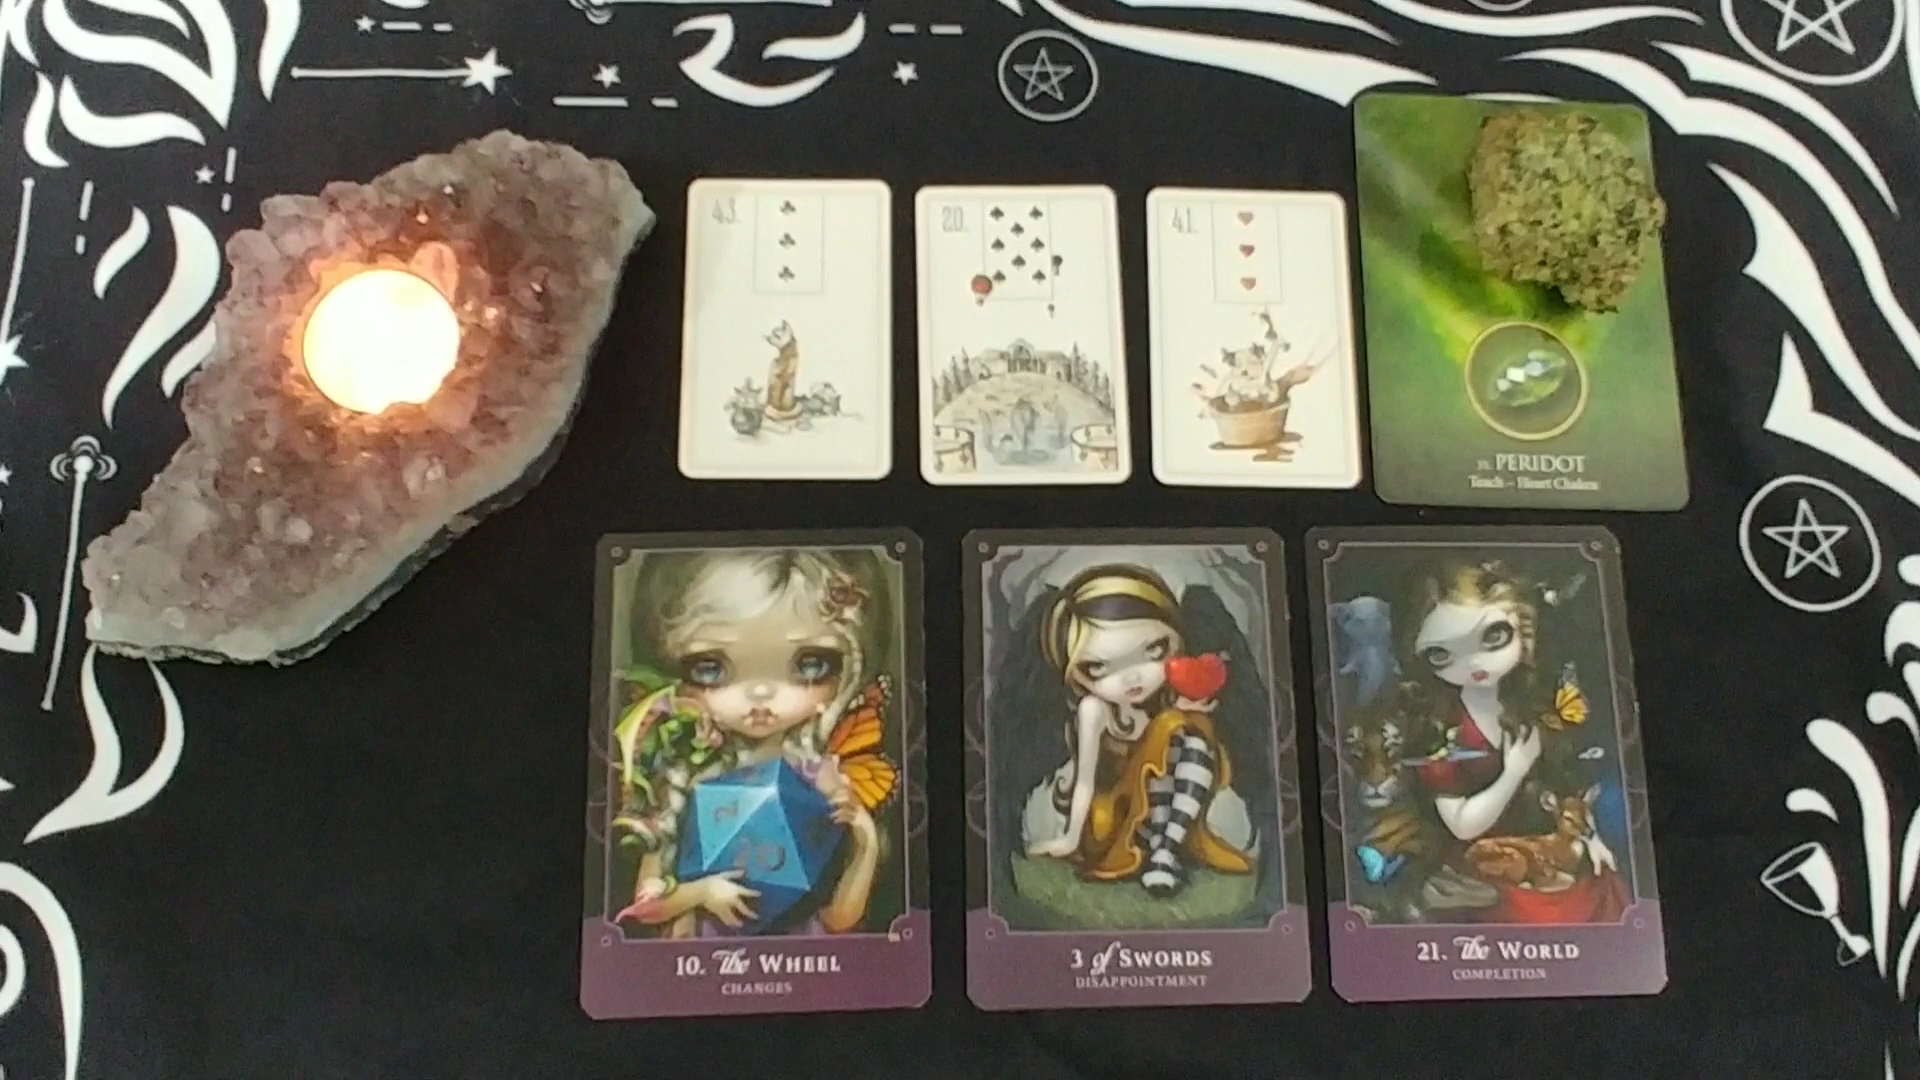 43.
20.
41.
PERIDOT
Teach – Heart Chakra
10. The WHEEL
CHANGES
3 of SWORDS
DISAPPOINTMENT
21. The WORLD
COMPLETION